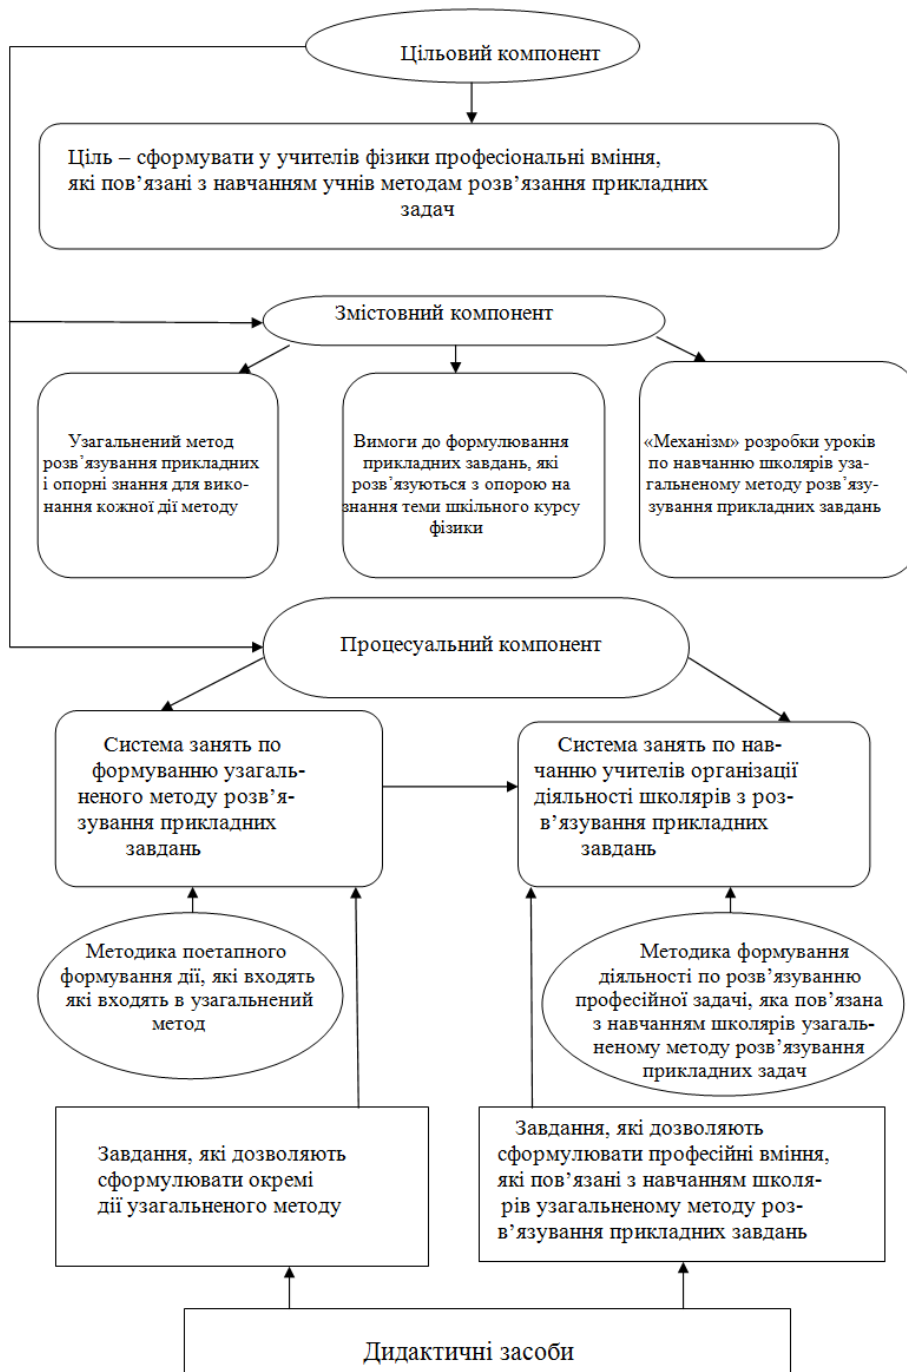 Цільовий компонент
Ціль – сформувати у учителів фізики професіональні вміння,
які пов’язані з навчанням учнів методам розв’язання прикладних
задач
Змістовний компонент
Узагальнений метод
розв’язування прикладних
і опорні знання для вико-
нання кожної дії методу
Вимоги до формулювання
прикладних завдань, які
розв’язуються з опорою на
знання теми шкільного курсу
фізики
«Механізм» розробки уроків
по навчанню школярів уза-
гальненому методу розв’язу-
зування прикладних завдань
Процесуальний компонент
Система занять по
формуванню узагаль-
неного методу розв’я-
зування прикладних
завдань
Система занять по нав-
чанню учителів організації
діяльності школярів з роз-
в’язування прикладних
завдань
Методика поетапного
формування дії, які входять
які входять в узагальнений
метод
Методика формування
діяльності по розв’язуванню
професійної задачі, яка пов’язана
з навчанням школярів узагаль-
неному методу розв’язування
прикладних задач
Завдання, які дозволяють
сформулювати окремі
дії узагальненого методу
Завдання, які дозволяють
сформулювати професійні вміння,
які пов’язані з навчанням школя-
рів узагальненому методу роз-
в’язування прикладних завдань
Дидактичні засоби